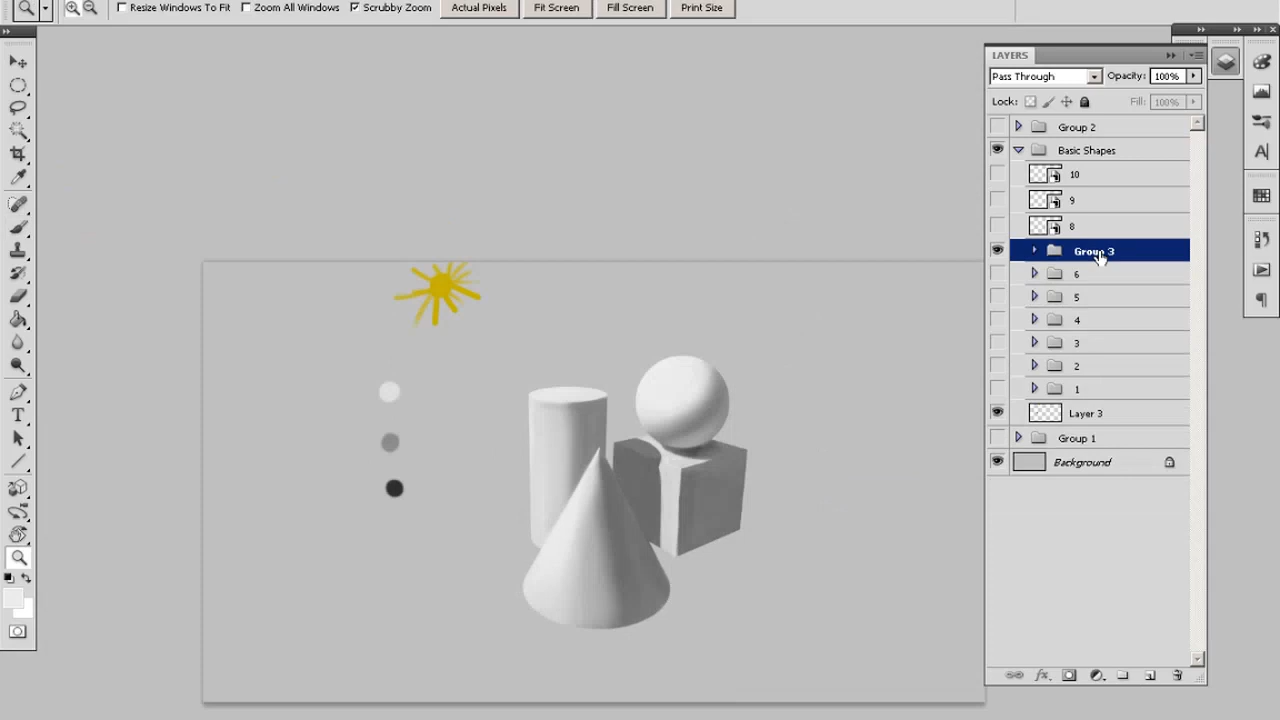 Resize Windows To Fit Zoom All Windows Scrubby Zoom Actual Pixels Fit Screen Fill Screen Print Size
LAYERS
Pass Through Opacity: 100%
Lock: Fill: 100%
Group 2
Basic Shapes
10
9
8
Group 3
6
5
4
3
2
1
Layer 3
Group 1
Background